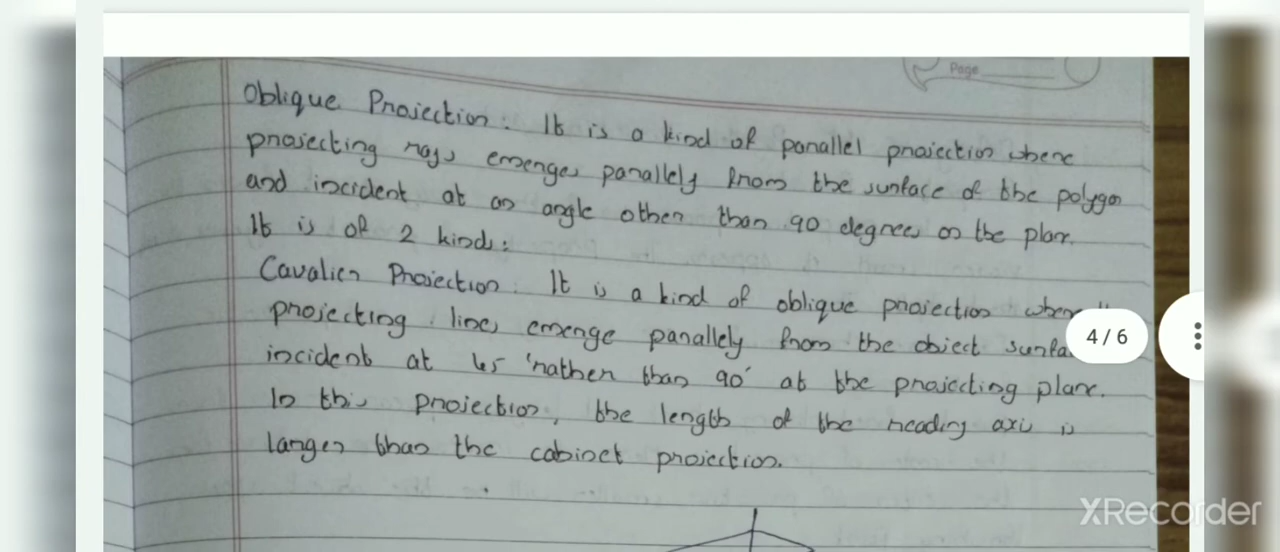 Page
Oblique Projection: It is a kind of parallel projection where
projecting rays emerges parallely from the surface of the polygon
and incident at an angle other than 90 degrees on the plan.
It is of 2 kinds:
Cavalier Projection: It is a kind of oblique projection where
projecting lines emerge parallely from the object surfa
incident at 45° rather than 90° at the projecting plane.
In this projection, the length of the reading axis is
larger than the cabinet projection.
4/6
XRecorder